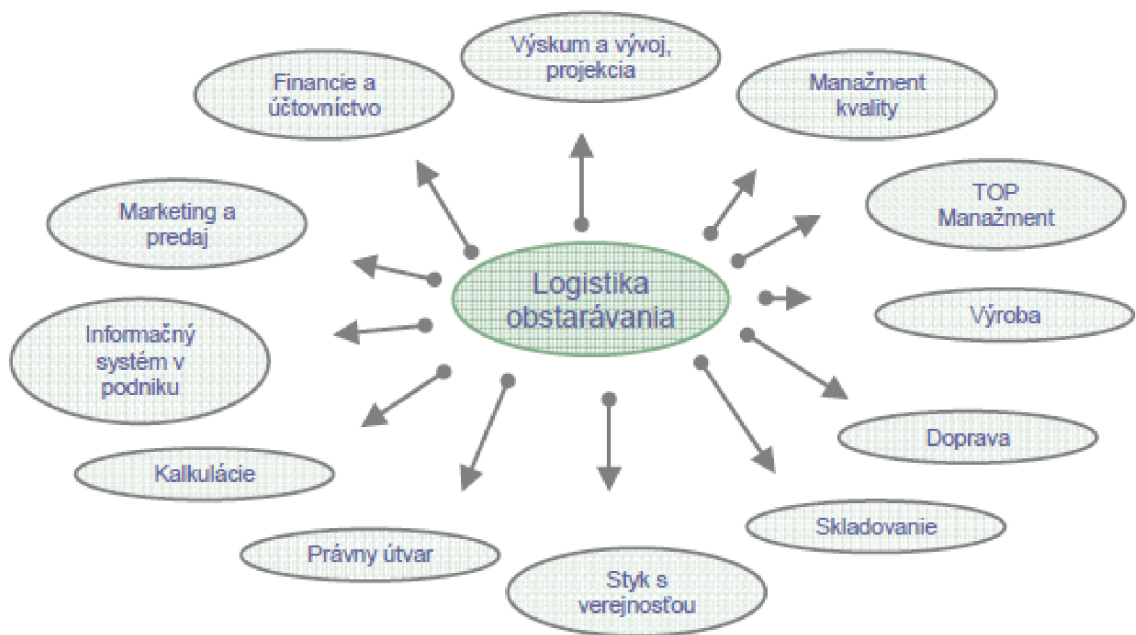 Výskum a vývoj,
projekcia
Financie a
účtovníctvo
Manažment
kvality
Marketing a
predaj
TOP
Manažment
Logistika
obstarávania
Výroba
Informačný
systém v
podniku
Doprava
Kalkulácie
Skladovanie
Právny útvar
Styk s
verejnosťou